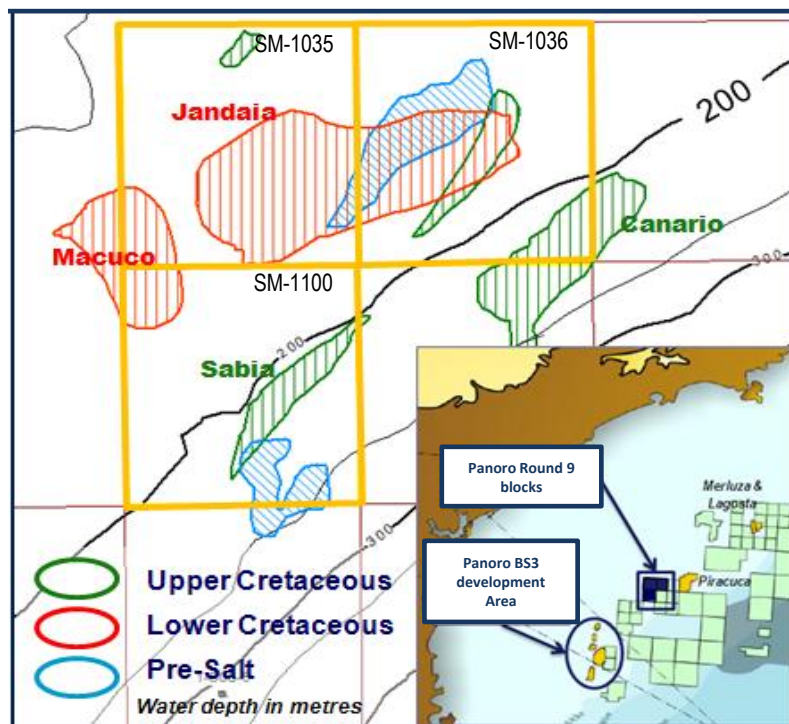 SM-1035
SM-1036
Jandaia
200
Canario
Macuco
300
SM-1100
200
Sabia
300
Panoro Round 9
blocks
Merluza &
Lagosta
Panoro BS3
development
Area
Piracuca
Upper Cretaceous
Lower Cretaceous
Pre-Salt
Water depth in metres